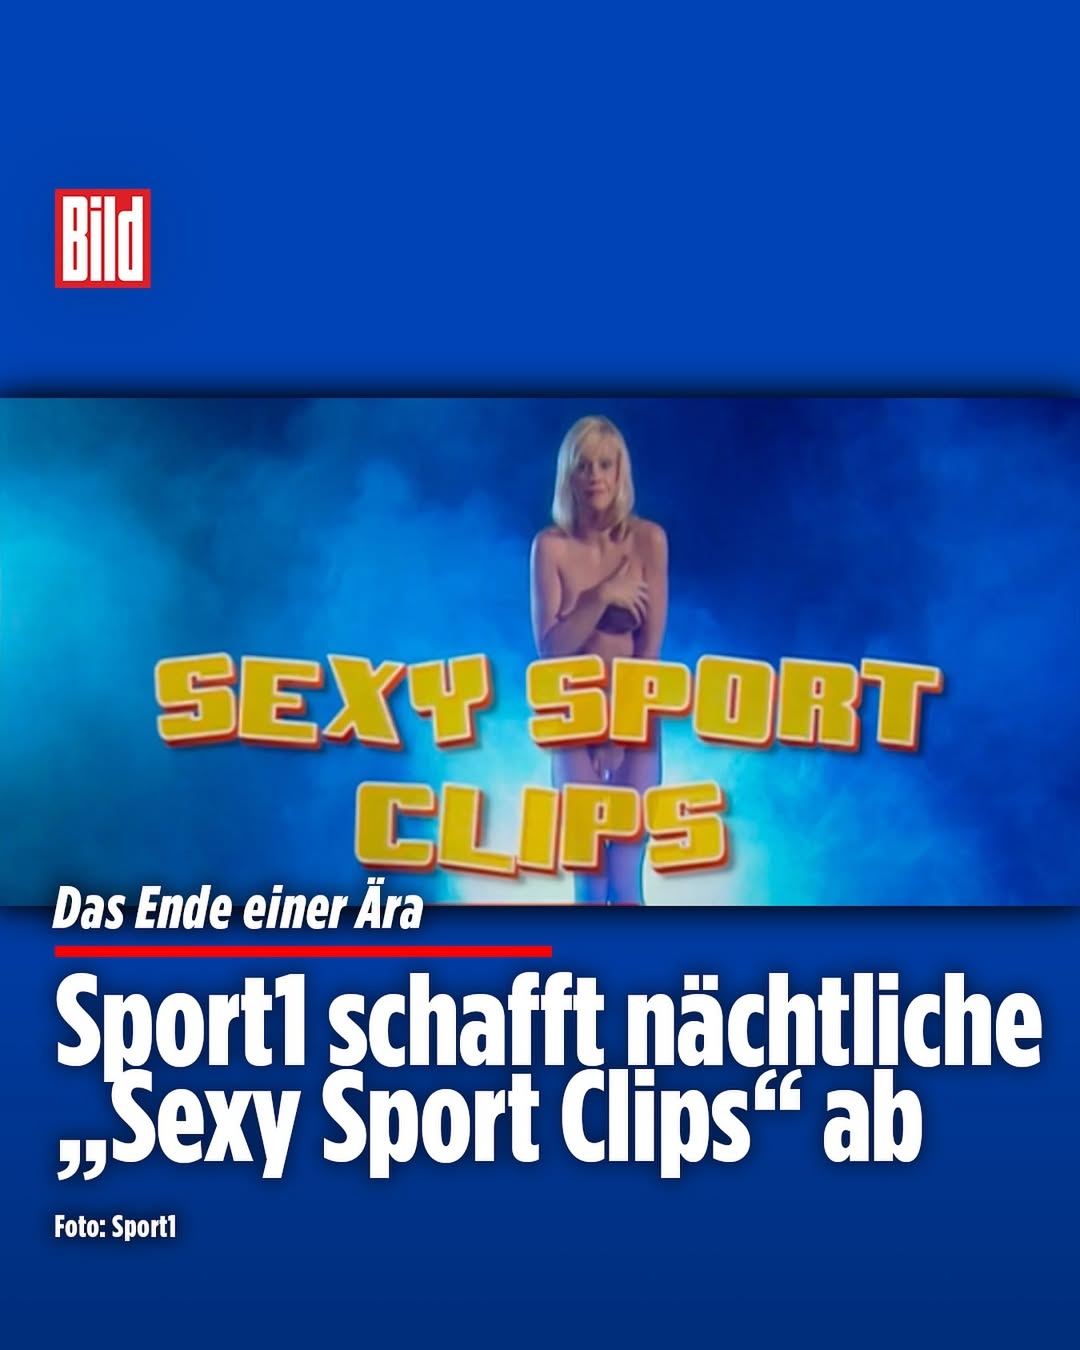 Bild
SEXY SPORT
CLIPS
Das Ende einer Ära
Sport1 schafft nächtliche
„Sexy Sport Clips“ ab
Foto: Sport1